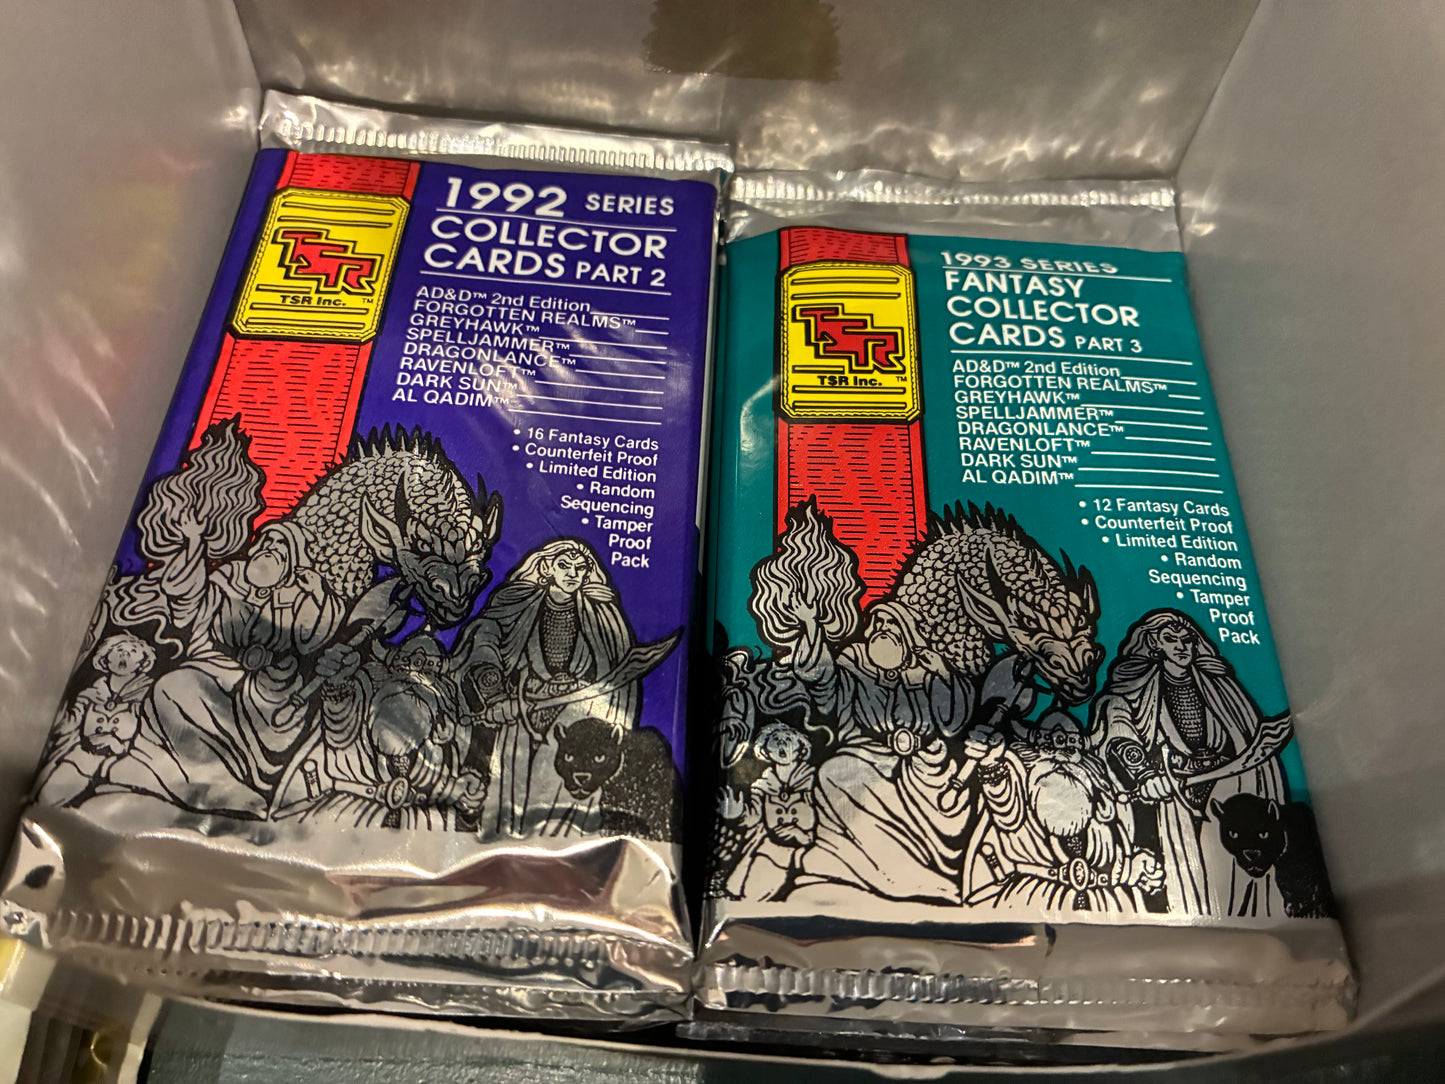 1992 SERIES
COLLECTOR
CARDS PART 2
TSR
TSR Inc.™
AD&D™ 2nd Edition
FORGOTTEN REALMS™
GREYHAWK™
SPELLJAMMER™
DRAGONLANCE™
RAVENLOFT™
DARK SUN™
AL QADIM™
• 16 Fantasy Cards
• Counterfeit Proof
• Limited Edition
• Random
Sequencing
• Tamper
Proof
Pack
1993 SERIES
FANTASY
COLLECTOR
CARDS PART 3
TSR
TSR Inc.™
AD&D™ 2nd Edition
FORGOTTEN REALMS™
GREYHAWK™
SPELLJAMMER™
DRAGONLANCE™
RAVENLOFT™
DARK SUN™
AL QADIM™
• 12 Fantasy Cards
• Counterfeit Proof
• Limited Edition
• Random
Sequencing
• Tamper
Proof
Pack